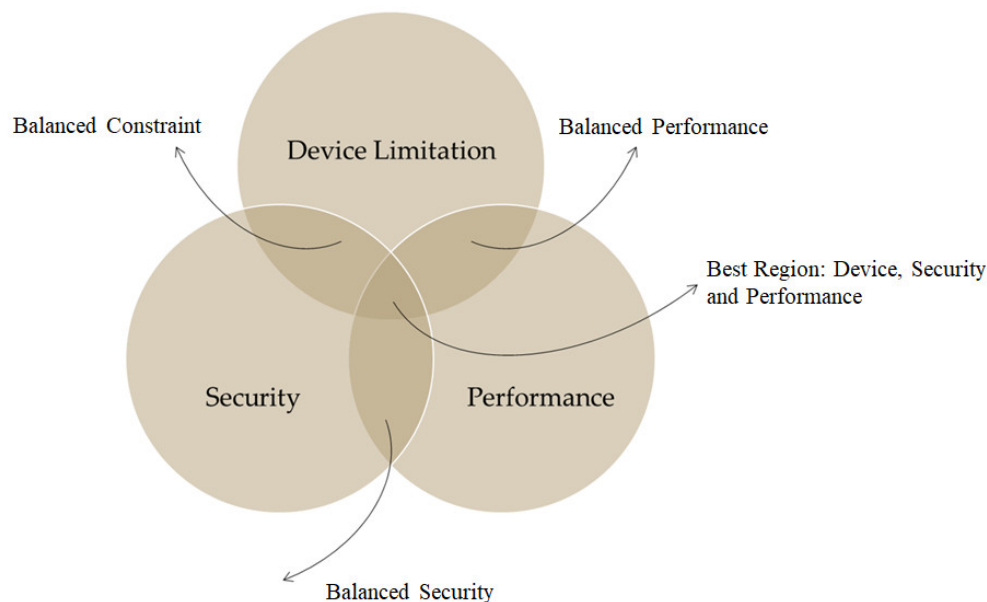 Balanced Constraint
Balanced Performance
Device Limitation
Best Region: Device, Security
and Performance
Security
Performance
Balanced Security